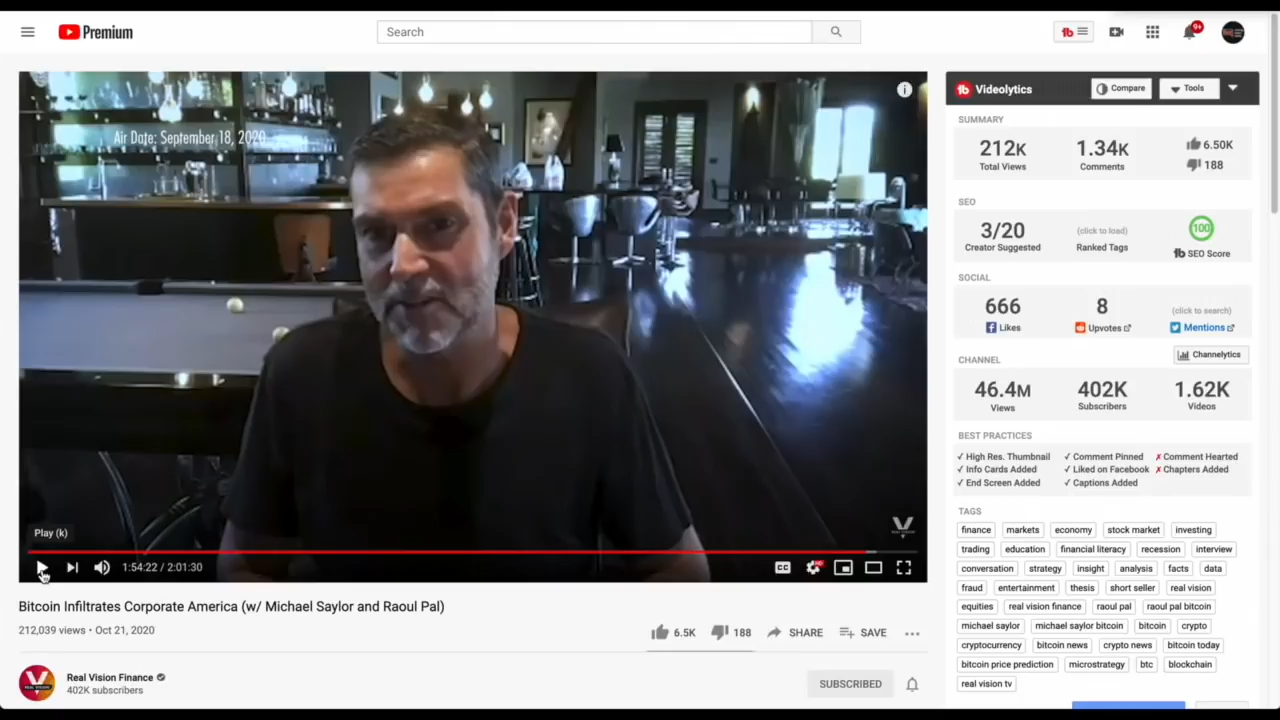 Premium
Search
9+
Air Date: September 18, 2020
REAL VISION
Play (k)
1:54:22 / 2:01:30
CC
Bitcoin Infiltrates Corporate America (w/ Michael Saylor and Raoul Pal)
212,039 views • Oct 21, 2020
6.5K 188 SHARE SAVE
Real Vision Finance
402K subscribers
SUBSCRIBED
Videolytics Compare Tools
SUMMARY
212K 1.34K 6.50K
Total Views Comments 188
SEO
3/20 (click to load) 100
Creator Suggested Ranked Tags tb SEO Score
SOCIAL
666 8 (click to search)
Likes Upvotes Mentions
CHANNEL Channelytics
46.4M 402K 1.62K
Views Subscribers Videos
BEST PRACTICES
✓ High Res. Thumbnail ✓ Comment Pinned ✗ Comment Hearted
✓ Info Cards Added ✓ Liked on Facebook ✗ Chapters Added
✓ End Screen Added ✓ Captions Added
TAGS
finance markets economy stock market investing
trading education financial literacy recession interview
conversation strategy insight analysis facts data
fraud entertainment thesis short seller real vision
equities real vision finance raoul pal raoul pal bitcoin
michael saylor michael saylor bitcoin bitcoin crypto
cryptocurrency bitcoin news crypto news bitcoin today
bitcoin price prediction microstrategy btc blockchain
real vision tv